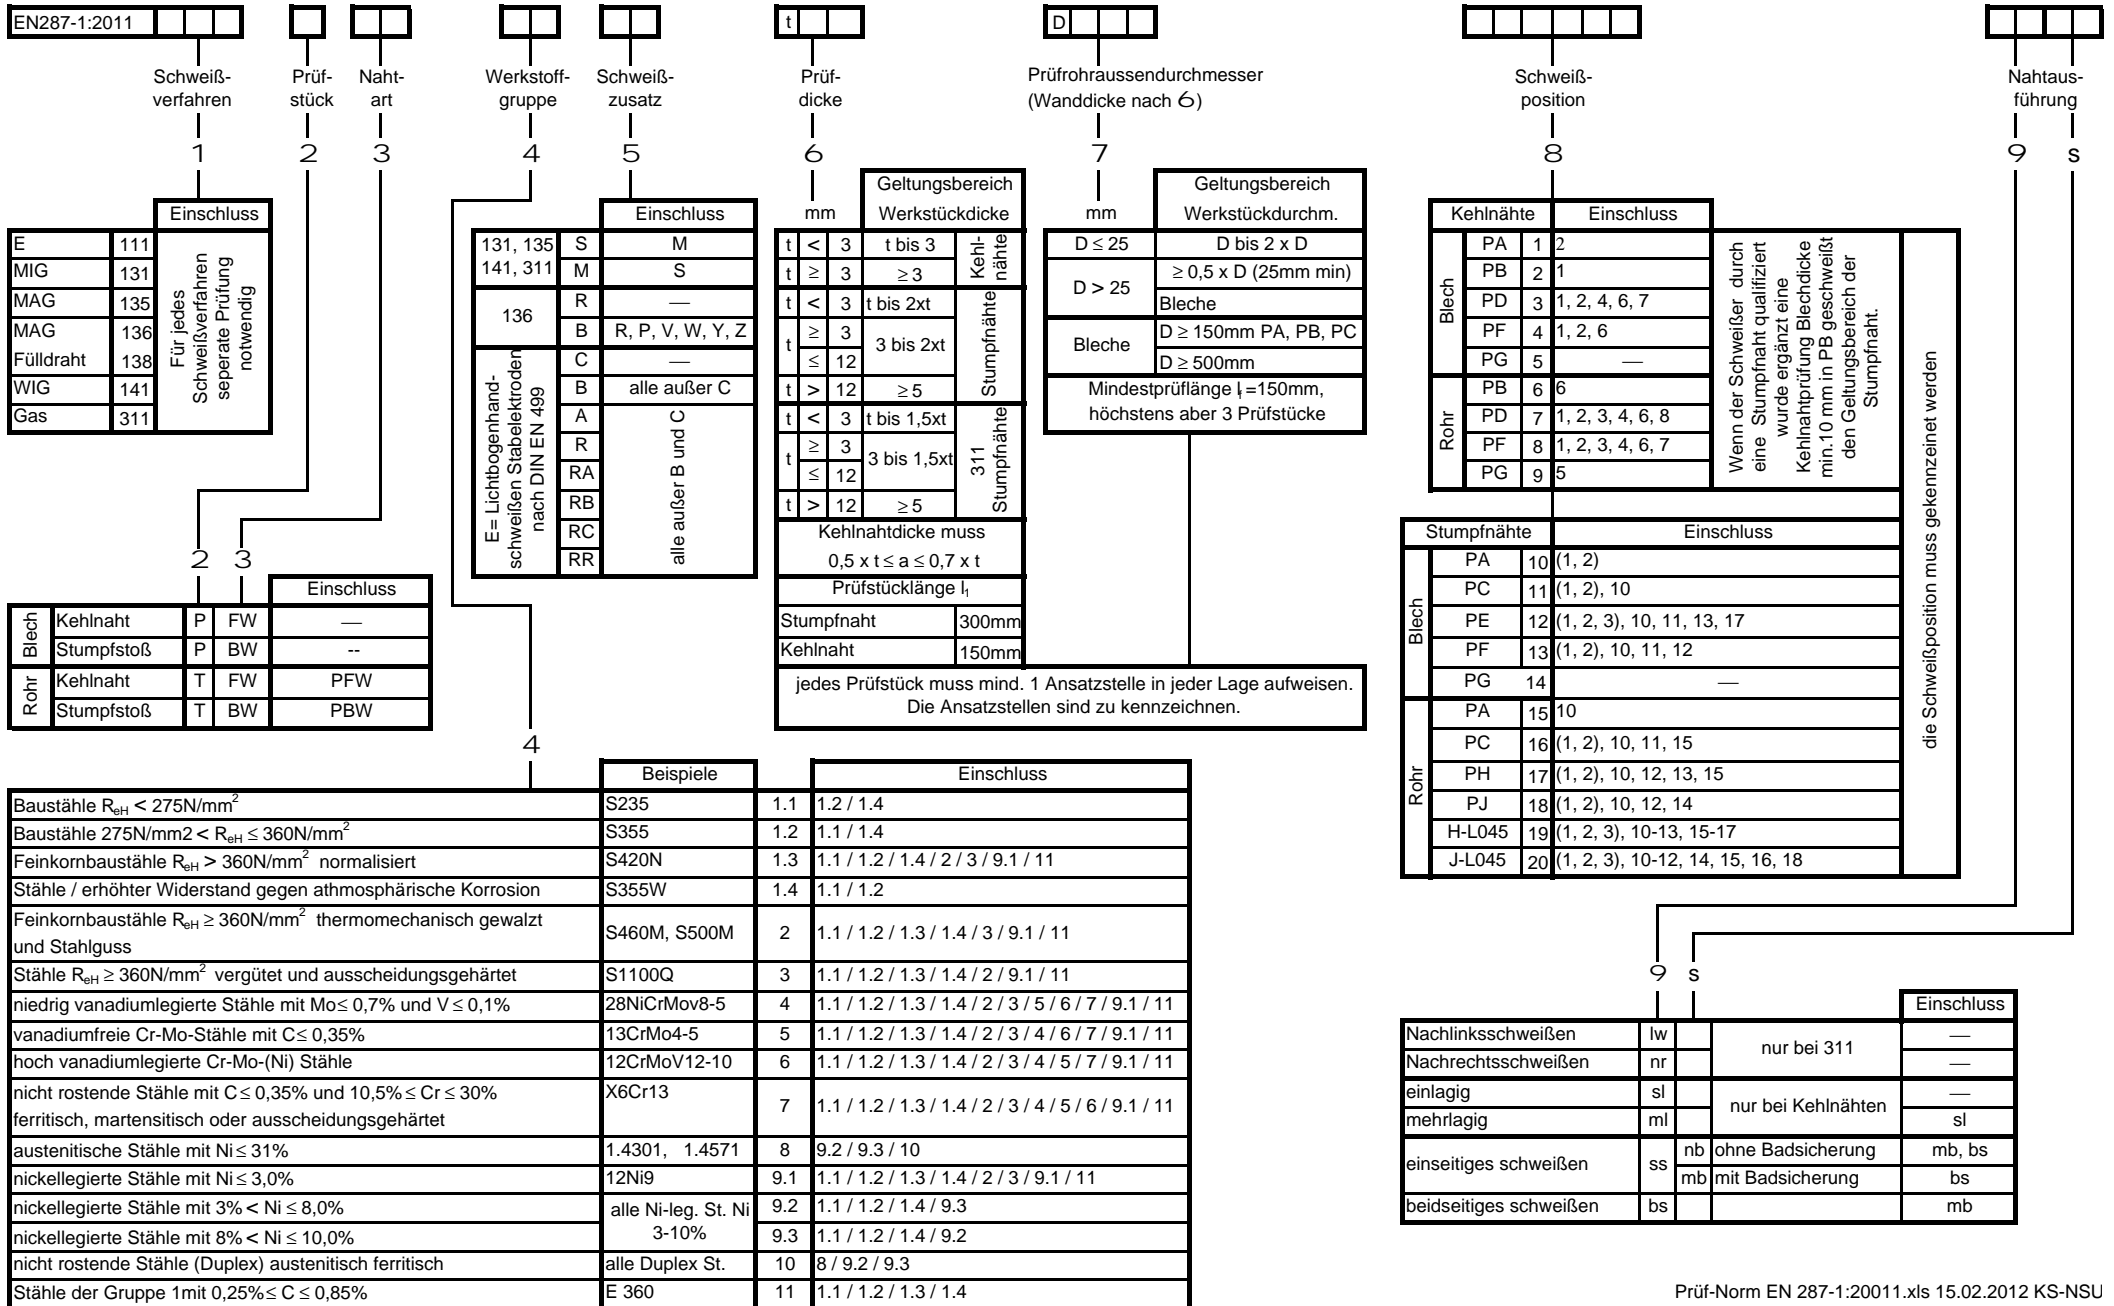 EN287-1:2011 t D
Schweiß-
verfahren
Prüf-
stück
Naht-
art
Werkstoff-
gruppe
Schweiß-
zusatz
Prüf-
dicke
Prüfrohraussendurchmesser
(Wanddicke nach 6)
Schweiß-
position
Nahtaus-
führung
1 2 3 4 5 6 7 8 9 s
Einschluss
E 111
MIG 131
MAG 135
MAG 136
Fülldraht 138
WIG 141
Gas 311
Für jedes
Schweißverfahren
seperate Prüfung
notwendig
2 3
Einschluss
Blech
Kehlnaht P FW —
Stumpfstoß P BW --
Rohr
Kehlnaht T FW PFW
Stumpfstoß T BW PBW
Einschluss
131, 135 S M
141, 311 M S
136
R —
B R, P, V, W, Y, Z
E= Lichtbogenhand-
schweißen Stabelektroden
nach DIN EN 499
C —
B alle außer C
A
R
RA
RB
RC
RR
alle außer B und C
Geltungsbereich
mm Werkstückdicke
t < 3 t bis 3
t ≥ 3 ≥ 3
Kehl-
nähte
t < 3 t bis 2xt
t ≥ 3
≤ 12
3 bis 2xt
t > 12 ≥ 5
Stumpfnähte
t < 3 t bis 1,5xt
t ≥ 3
≤ 12
3 bis 1,5xt
t > 12 ≥ 5
311
Stumpfnähte
Kehlnahtdicke muss
0,5 x t ≤ a ≤ 0,7 x t
Prüfstücklänge l1
Stumpfnaht 300mm
Kehlnaht 150mm
Geltungsbereich
mm Werkstückdurchm.
D ≤ 25 D bis 2 x D
D > 25
≥ 0,5 x D (25mm min)
Bleche
Bleche
D ≥ 150mm PA, PB, PC
D ≥ 500mm
Mindestprüflänge l1=150mm,
höchstens aber 3 Prüfstücke
jedes Prüfstück muss mind. 1 Ansatzstelle in jeder Lage aufweisen.
Die Ansatzstellen sind zu kennzeichnen.
Kehlnähte Einschluss
Blech
PA 1 2
PB 2 1
PD 3 1, 2, 4, 6, 7
PF 4 1, 2, 6
PG 5 —
Rohr
PB 6 6
PD 7 1, 2, 3, 4, 6, 8
PF 8 1, 2, 3, 4, 6, 7
PG 9 5
Wenn der Schweißer durch
eine Stumpfnaht qualifiziert
wurde ergänzt eine
Kehlnahtprüfung Blechdicke
min.10 mm in PB geschweißt
den Geltungsbereich der
Stumpfnaht.
Stumpfnähte Einschluss
Blech
PA 10 (1, 2)
PC 11 (1, 2), 10
PE 12 (1, 2, 3), 10, 11, 13, 17
PF 13 (1, 2), 10, 11, 12
PG 14 —
Rohr
PA 15 10
PC 16 (1, 2), 10, 11, 15
PH 17 (1, 2), 10, 12, 13, 15
PJ 18 (1, 2), 10, 12, 14
H-L045 19 (1, 2, 3), 10-13, 15-17
J-L045 20 (1, 2, 3), 10-12, 14, 15, 16, 18
die Schweißposition muss gekennzeinet werden
4
Beispiele Einschluss
Baustähle ReH < 275N/mm² S235 1.1 1.2 / 1.4
Baustähle 275N/mm2 < ReH ≤ 360N/mm² S355 1.2 1.1 / 1.4
Feinkornbaustähle ReH > 360N/mm² normalisiert S420N 1.3 1.1 / 1.2 / 1.4 / 2 / 3 / 9.1 / 11
Stähle / erhöhter Widerstand gegen athmosphärische Korrosion S355W 1.4 1.1 / 1.2
Feinkornbaustähle ReH ≥ 360N/mm² thermomechanisch gewalzt
und Stahlguss
S460M, S500M 2 1.1 / 1.2 / 1.3 / 1.4 / 3 / 9.1 / 11
Stähle ReH ≥ 360N/mm² vergütet und ausscheidungsgehärtet S1100Q 3 1.1 / 1.2 / 1.3 / 1.4 / 2 / 9.1 / 11
niedrig vanadiumlegierte Stähle mit Mo≤ 0,7% und V ≤ 0,1% 28NiCrMov8-5 4 1.1 / 1.2 / 1.3 / 1.4 / 2 / 3 / 5 / 6 / 7 / 9.1 / 11
vanadiumfreie Cr-Mo-Stähle mit C≤ 0,35% 13CrMo4-5 5 1.1 / 1.2 / 1.3 / 1.4 / 2 / 3 / 4 / 6 / 7 / 9.1 / 11
hoch vanadiumlegierte Cr-Mo-(Ni) Stähle 12CrMoV12-10 6 1.1 / 1.2 / 1.3 / 1.4 / 2 / 3 / 4 / 5 / 7 / 9.1 / 11
nicht rostende Stähle mit C≤ 0,35% und 10,5% ≤ Cr ≤ 30%
ferritisch, martensitisch oder ausscheidungsgehärtet
X6Cr13 7 1.1 / 1.2 / 1.3 / 1.4 / 2 / 3 / 4 / 5 / 6 / 9.1 / 11
austenitische Stähle mit Ni ≤ 31% 1.4301, 1.4571 8 9.2 / 9.3 / 10
nickellegierte Stähle mit Ni ≤ 3,0% 12Ni9 9.1 1.1 / 1.2 / 1.3 / 1.4 / 2 / 3 / 9.1 / 11
nickellegierte Stähle mit 3% < Ni ≤ 8,0% 9.2 1.1 / 1.2 / 1.4 / 9.3
alle Ni-leg. St. Ni
3-10%
nickellegierte Stähle mit 8% < Ni ≤ 10,0% 9.3 1.1 / 1.2 / 1.4 / 9.2
nicht rostende Stähle (Duplex) austenitisch ferritisch alle Duplex St. 10 8 / 9.2 / 9.3
Stähle der Gruppe 1mit 0,25% ≤ C ≤ 0,85% E 360 11 1.1 / 1.2 / 1.3 / 1.4
9 s
Einschluss
Nachlinksschweißen lw —
Nachrechtsschweißen nr —
nur bei 311
einlagig sl —
mehrlagig ml sl
nur bei Kehlnähten
einseitiges schweißen ss
nb ohne Badsicherung mb, bs
mb mit Badsicherung bs
beidseitiges schweißen bs mb
Prüf-Norm EN 287-1:20011.xls 15.02.2012 KS-NSU